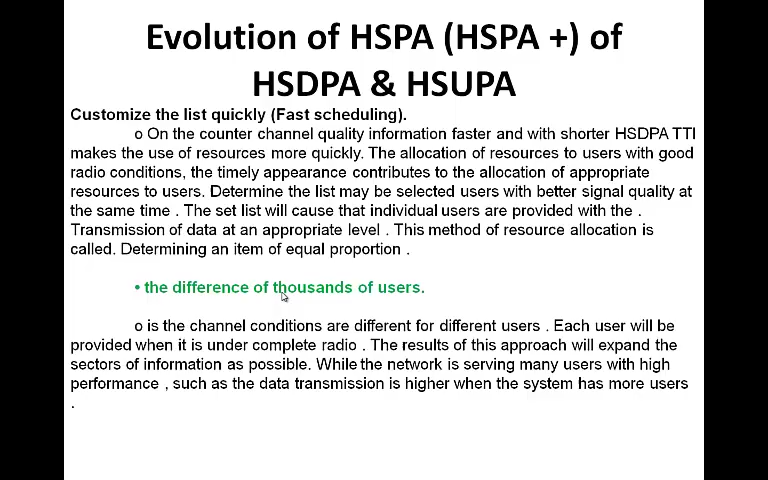 Evolution of HSPA (HSPA +) of
HSDPA & HSUPA
Customize the list quickly (Fast scheduling).
o On the counter channel quality information faster and with shorter HSDPA TTI
makes the use of resources more quickly. The allocation of resources to users with good
radio conditions, the timely appearance contributes to the allocation of appropriate
resources to users. Determine the list may be selected users with better signal quality at
the same time . The set list will cause that individual users are provided with the .
Transmission of data at an appropriate level . This method of resource allocation is
called. Determining an item of equal proportion .
• the difference of thousands of users.
o is the channel conditions are different for different users . Each user will be
provided when it is under complete radio . The results of this approach will expand the
sectors of information as possible. While the network is serving many users with high
performance , such as the data transmission is higher when the system has more users
.